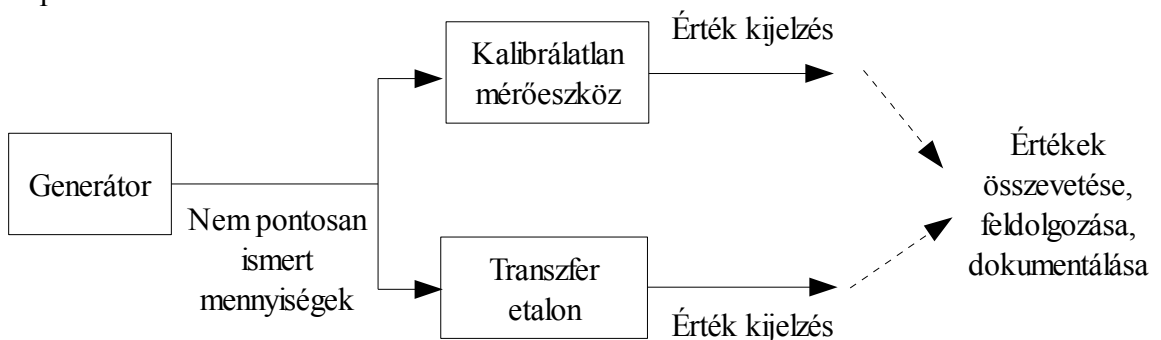 Generátor
Nem pontosan
ismert
mennyiségek
Kalibrálatlan
mérőeszköz
Érték kijelzés
Transzfer
etalon
Érték kijelzés
Értékek
összevetése,
feldolgozása,
dokumentálása